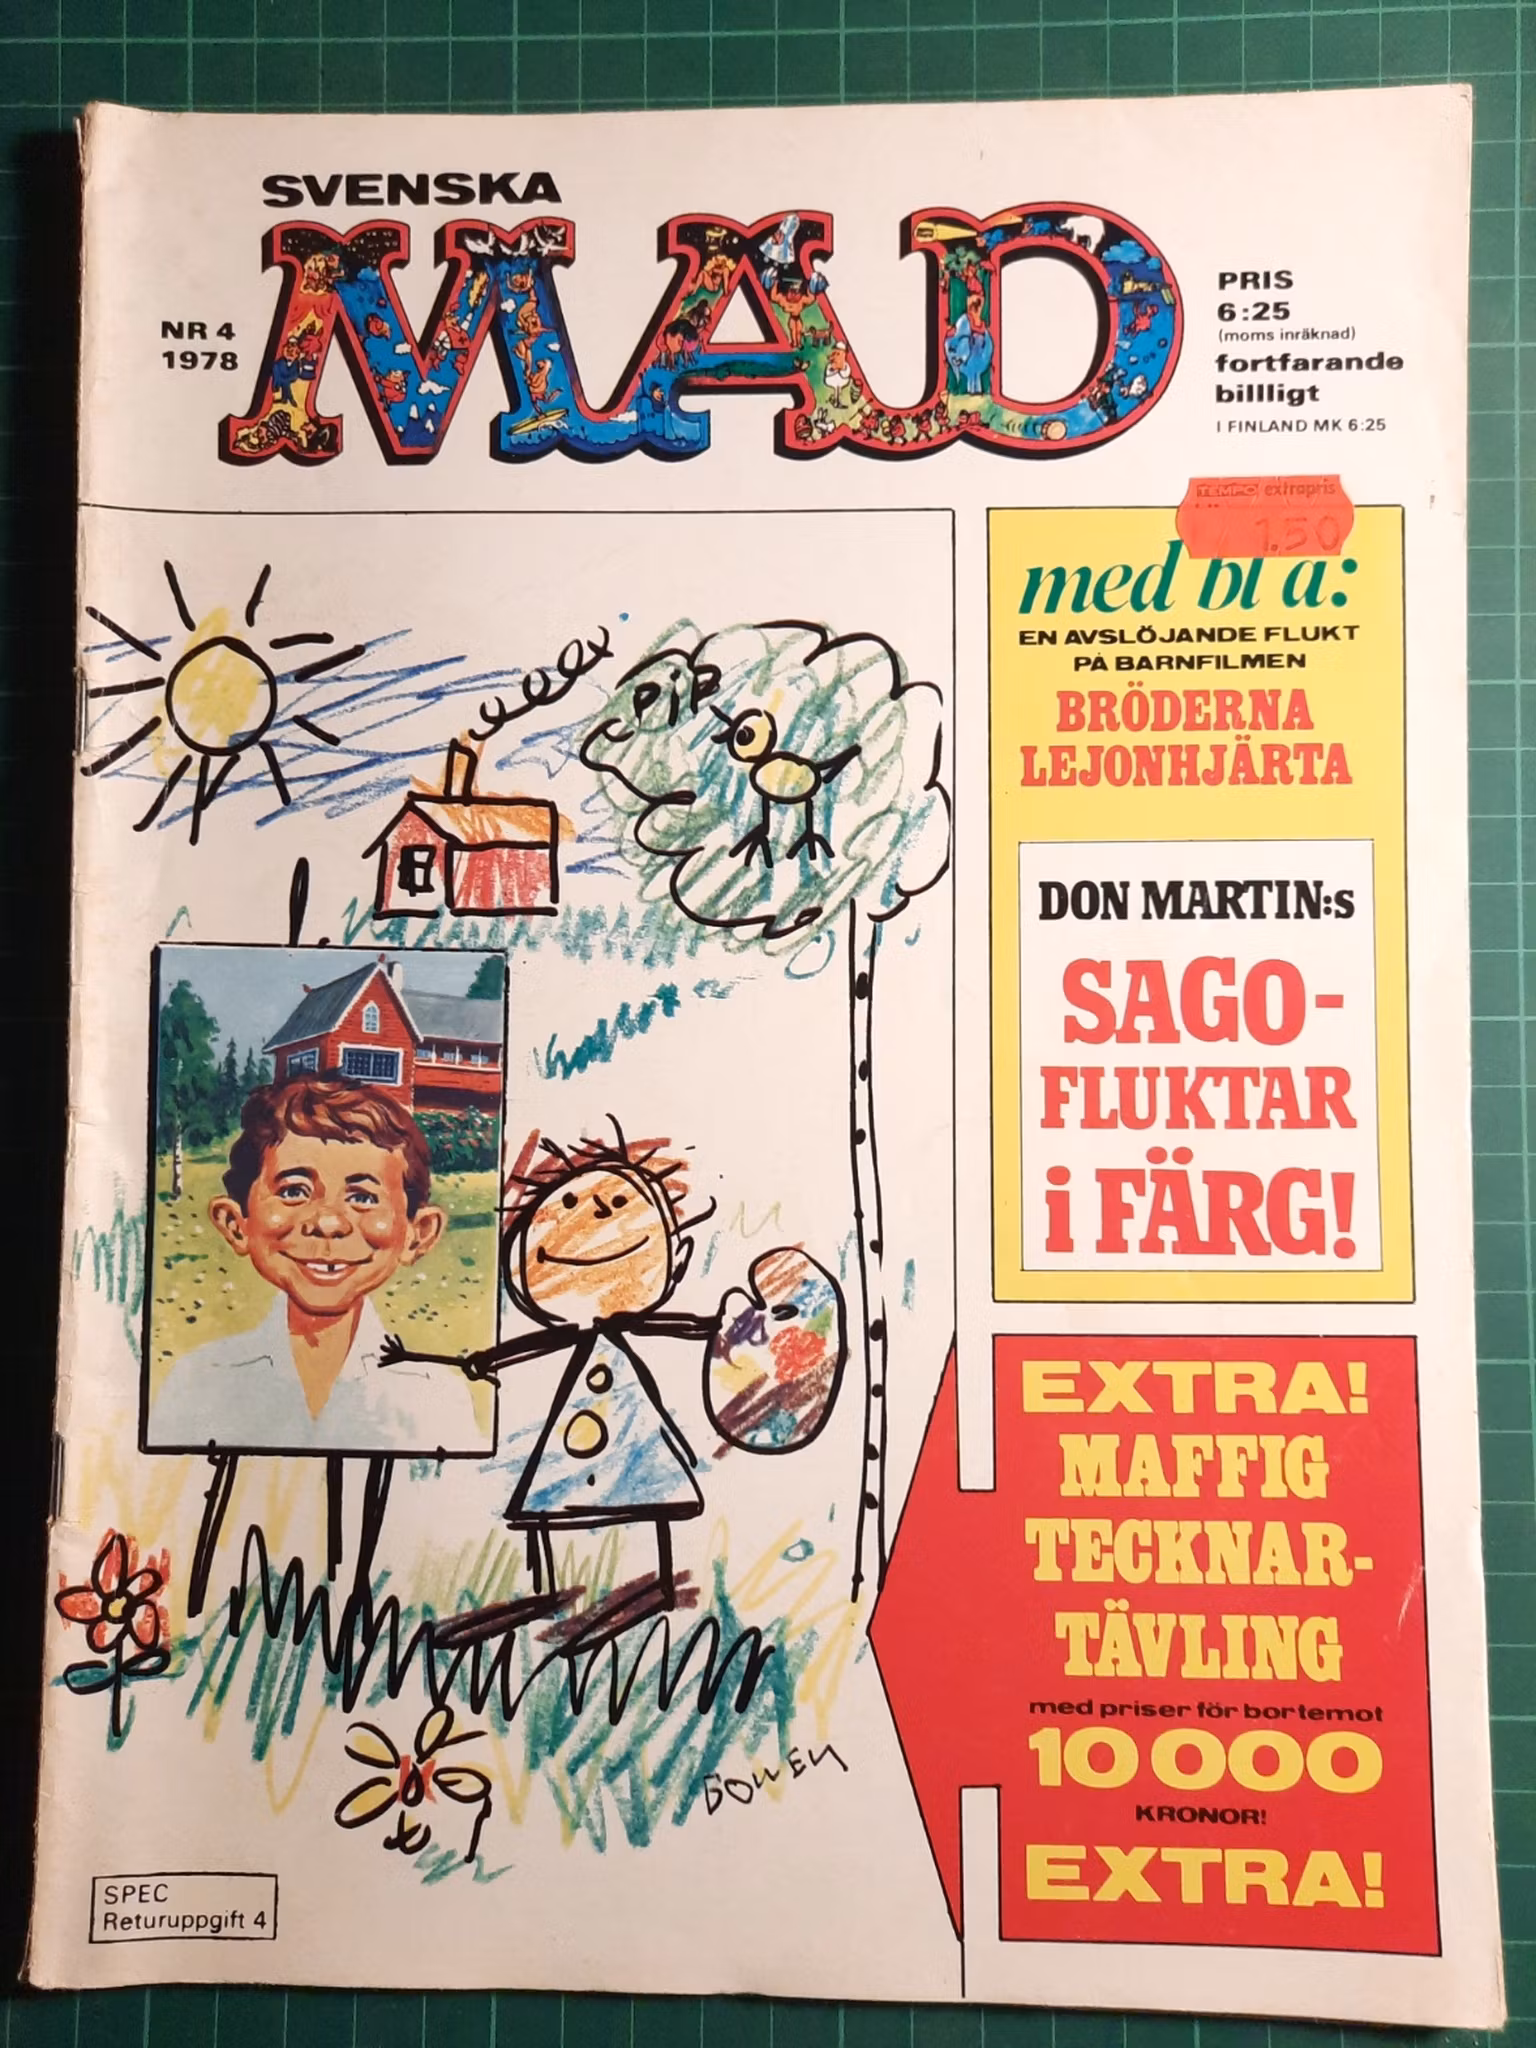 SVENSKA
MAD
NR 4
1978
PRIS
6:25
(moms inräknad)
fortfarande
billligt
I FINLAND MK 6:25
TEMPO extrapris
1.50
med bl a:
EN AVSLÖJANDE FLUKT
PÅ BARNFILMEN
BRÖDERNA
LEJONHJÄRTA
DON MARTIN:s
SAGO-
FLUKTAR
i FÄRG!
EXTRA!
MAFFIG
TECKNAR-
TÄVLING
med priser för bortemot
10 000
KRONOR!
EXTRA!
PiP
SPEC
Returuppgift 4